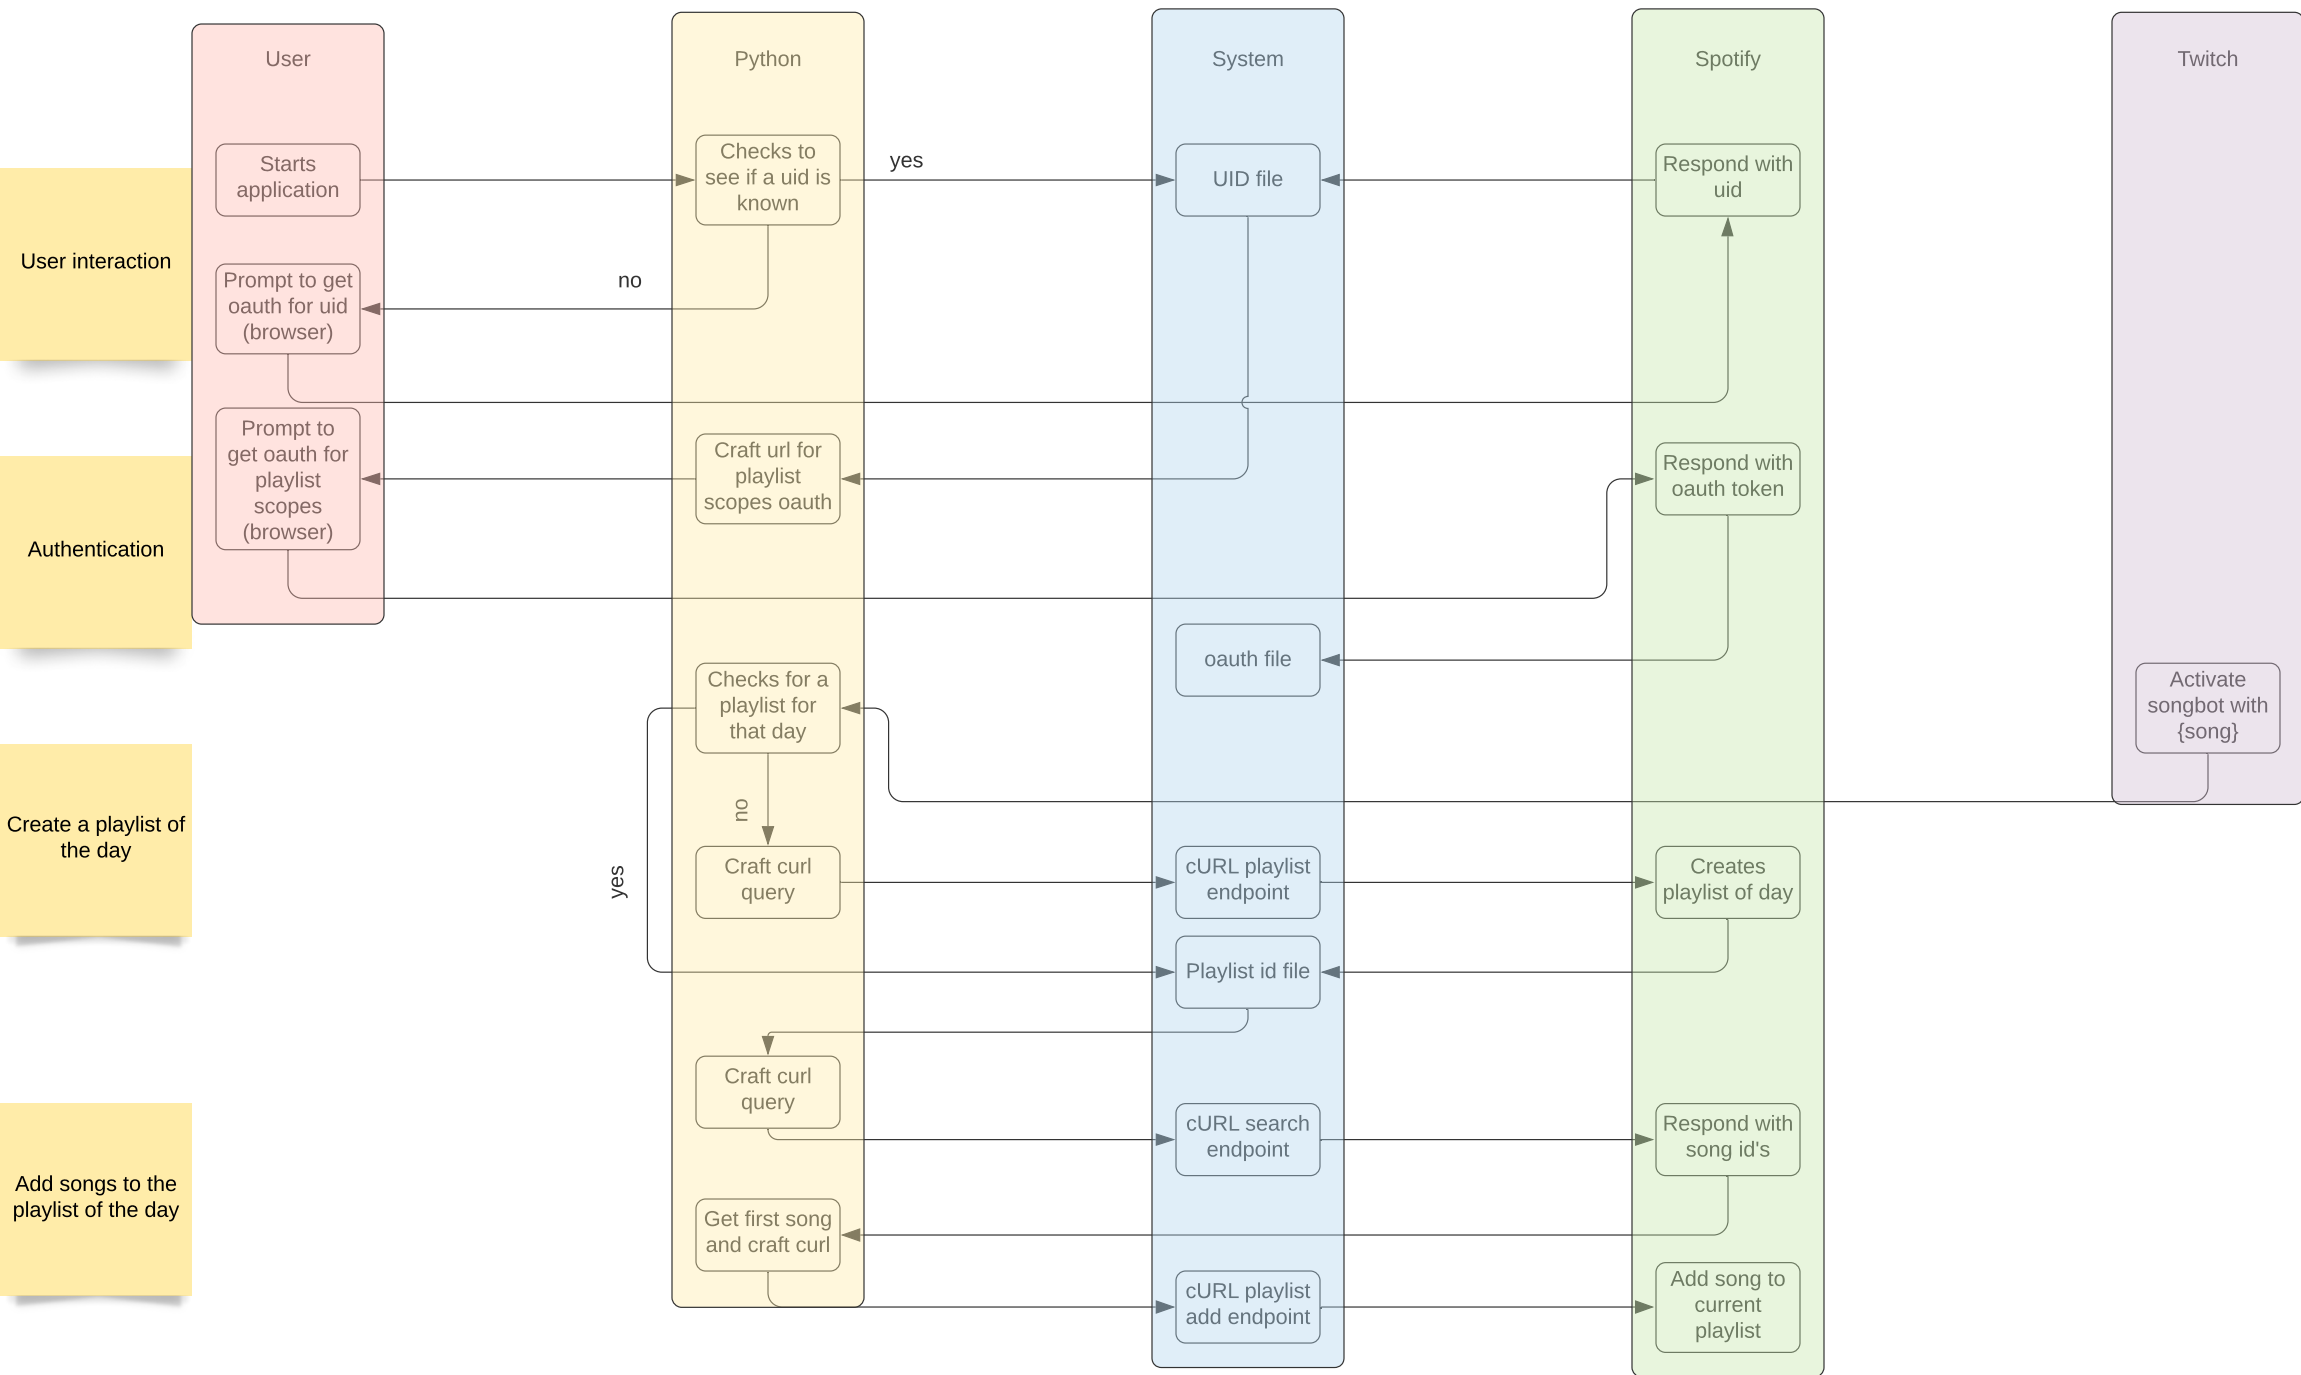 User
Python
System
Spotify
Twitch
Starts
application
Checks to
see if a uid is
known
yes
UID file
Respond with
uid
User interaction
Prompt to get
oauth for uid
(browser)
no
Prompt to
get oauth for
playlist
scopes
(browser)
Craft url for
playlist
scopes oauth
Respond with
oauth token
Authentication
oauth file
Checks for a
playlist for
that day
Activate
songbot with
{song}
no
yes
Create a playlist of
the day
Craft curl
query
cURL playlist
endpoint
Creates
playlist of day
Playlist id file
Craft curl
query
cURL search
endpoint
Respond with
song id's
Add songs to the
playlist of the day
Get first song
and craft curl
cURL playlist
add endpoint
Add song to
current
playlist